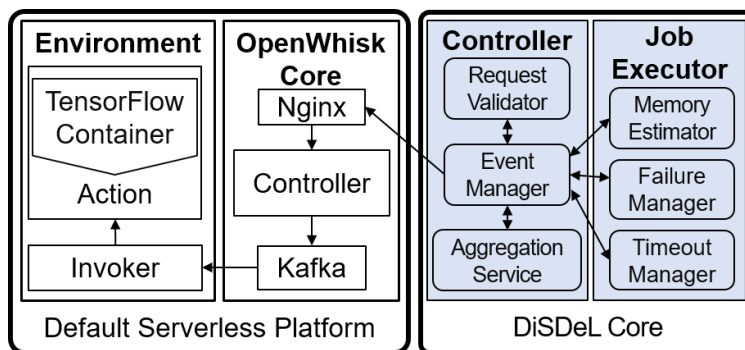 Environment
TensorFlow
Container
Action
Invoker
OpenWhisk
Core
Nginx
Controller
Kafka
Default Serverless Platform
Controller
Request
Validator
Event
Manager
Aggregation
Service
Job
Executor
Memory
Estimator
Failure
Manager
Timeout
Manager
DiSDeL Core